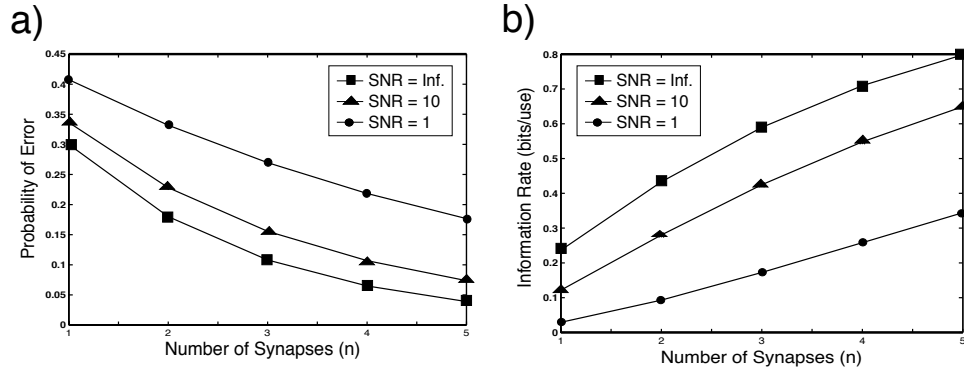 a)
Probability of Error
0.45
0.4
0.35
0.3
0.25
0.2
0.15
0.1
0.05
0
SNR = Inf.
SNR = 10
SNR = 1
1 2 3 4 5
Number of Synapses (n)
b)
Information Rate (bits/use)
0.8
0.7
0.6
0.5
0.4
0.3
0.2
0.1
0
SNR = Inf.
SNR = 10
SNR = 1
1 2 3 4 5
Number of Synapses (n)